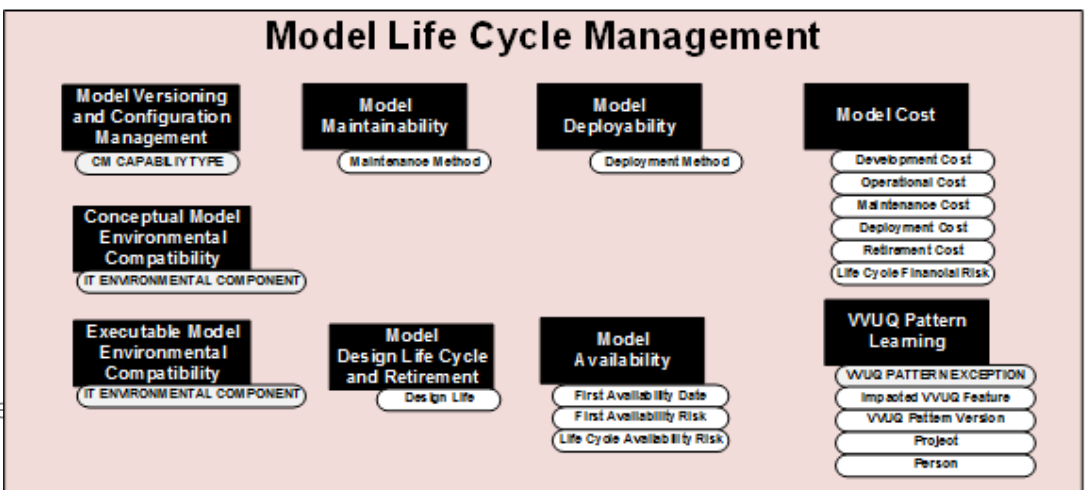 Model Life Cycle Management
Model Versioning
and Configuration
Management
CM CAPABILIY TYPE
Model
Maintainability
Maintenance Method
Model
Deployability
Deployment Method
Model Cost
Development Cost
Operational Cost
Maintenance Cost
Deployment Cost
Retirement Cost
Life Cycle Financial Risk
Conceptual Model
Environmental
Compatibility
IT ENVIRONMENTAL COMPONENT
Executable Model
Environmental
Compatibility
IT ENVIRONMENTAL COMPONENT
Model
Design Life Cycle
and Retirement
Design Life
Model
Availability
First Availability Date
First Availability Risk
Life Cycle Availability Risk
VVUQ Pattern
Learning
VVUQ PATTERN EXCEPTION
Impacted VVUQ Feature
VVUQ Pattern Version
Project
Person